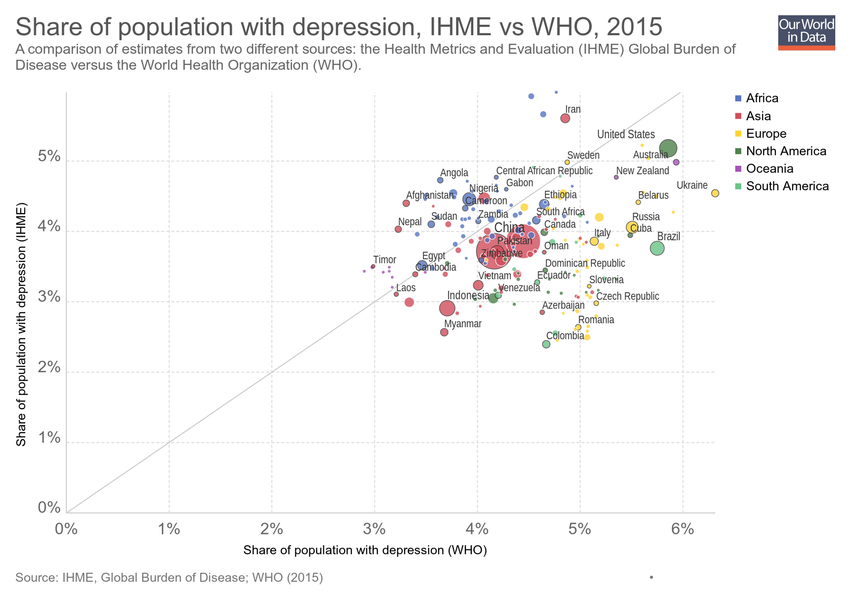 Share of population with depression, IHME vs WHO, 2015
Our World
in Data
A comparison of estimates from two different sources: the Health Metrics and Evaluation (IHME) Global Burden of
Disease versus the World Health Organization (WHO).
Africa
Asia
Europe
North America
Oceania
South America
Share of population with depression (IHME)
5%
4%
3%
2%
1%
0%
Iran
United States
Sweden
Australia
Angola
Central African Republic
New Zealand
Gabon
Ukraine
Afghanistan
Nigeria
Cameroon
Ethiopia
Belarus
Nepal
Sudan
Zambia
South Africa
Russia
China
Canada
Italy
Cuba
Brazil
Pakistan
Oman
Timor
Egypt
Zimbabwe
Cambodia
Dominican Republic
Vietnam
Ecuador
Laos
Indonesia
Venezuela
Slovenia
Czech Republic
Azerbaijan
Myanmar
Romania
Colombia
0%
1%
2%
3%
4%
5%
6%
Share of population with depression (WHO)
Source: IHME, Global Burden of Disease; WHO (2015)